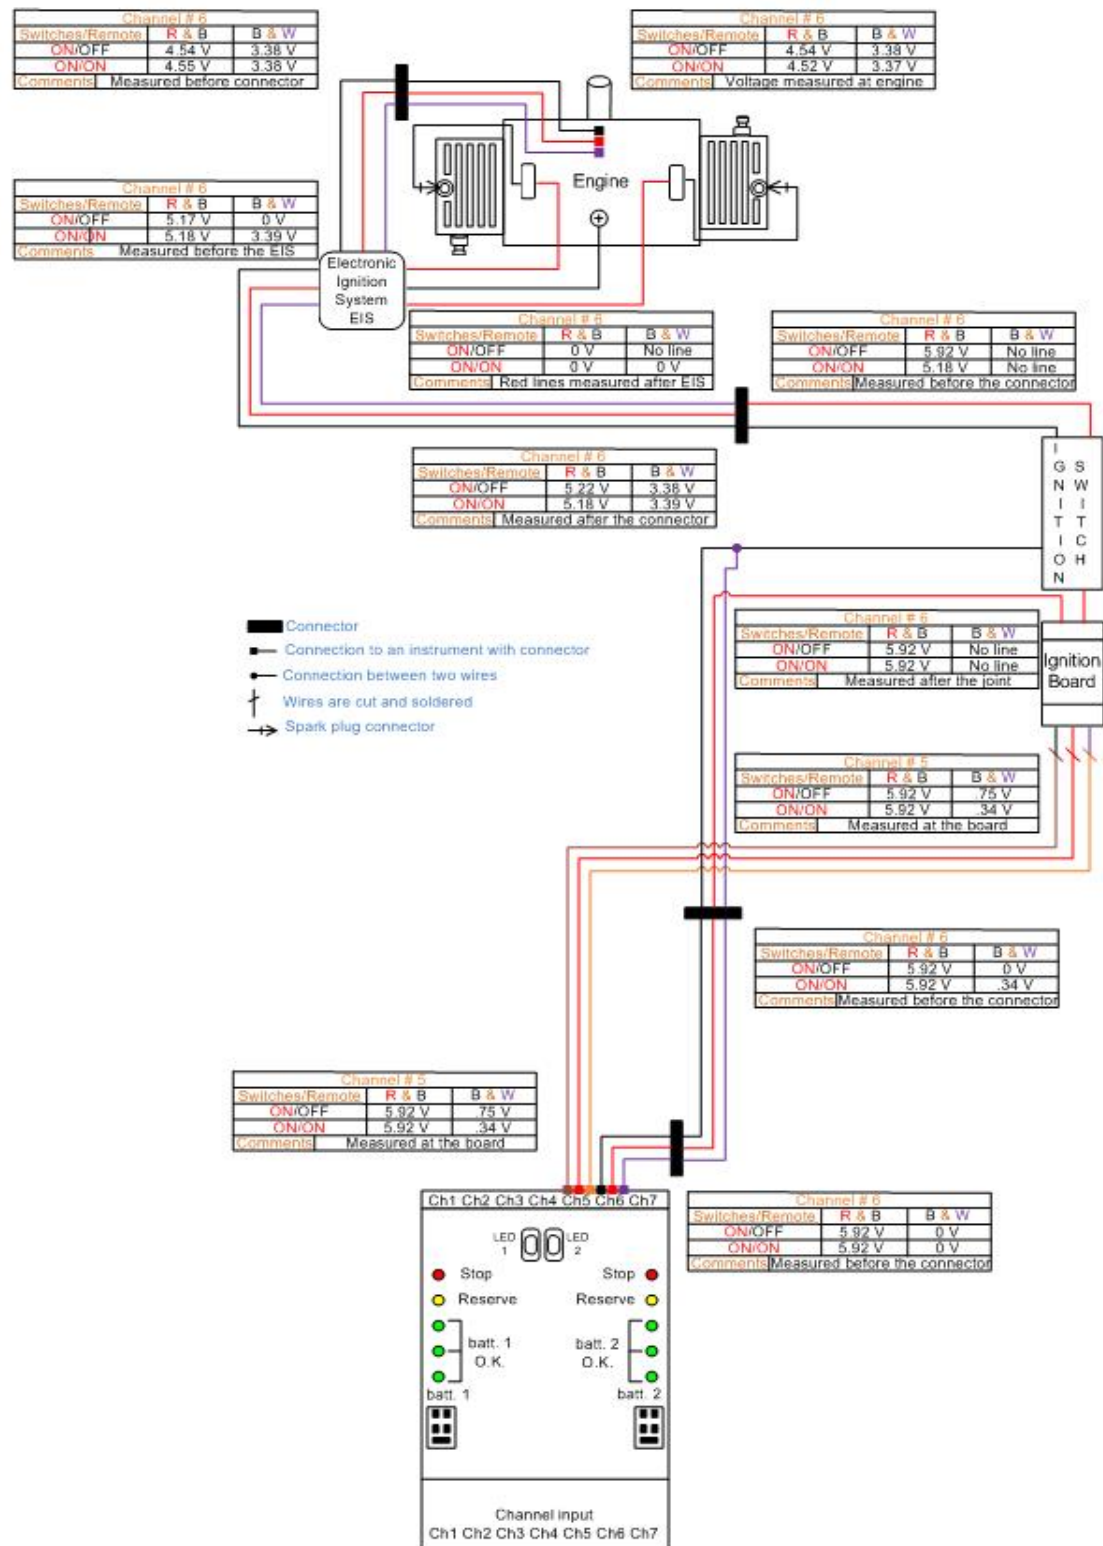 Channel # 6
Switches/Remote R & B B & W
ON/OFF 4.54 V 3.38 V
ON/ON 4.55 V 3.38 V
Comments Measured before connector
Channel # 6
Switches/Remote R & B B & W
ON/OFF 4.54 V 3.38 V
ON/ON 4.52 V 3.37 V
Comments Voltage measured at engine
Engine
Channel # 6
Switches/Remote R & B B & W
ON/OFF 5.17 V 0 V
ON/ON 5.18 V 3.39 V
Comments Measured before the EIS
Electronic
Ignition
System
EIS
Channel # 6
Switches/Remote R & B B & W
ON/OFF 0 V No line
ON/ON 0 V 0 V
Comments Red lines measured after EIS
Channel # 6
Switches/Remote R & B B & W
ON/OFF 5.92 V No line
ON/ON 5.18 V No line
Comments Measured before the connector
Channel # 6
Switches/Remote R & B B & W
ON/OFF 5.22 V 3.38 V
ON/ON 5.18 V 3.39 V
Comments Measured after the connector
IGNITION
SWITCH
Connector
Connection to an instrument with connector
Connection between two wires
Wires are cut and soldered
Spark plug connector
Channel # 6
Switches/Remote R & B B & W
ON/OFF 5.92 V No line
ON/ON 5.92 V No line
Comments Measured after the joint
Ignition
Board
Channel # 5
Switches/Remote R & B B & W
ON/OFF 5.92 V .75 V
ON/ON 5.92 V .34 V
Comments Measured at the board
Channel # 6
Switches/Remote R & B B & W
ON/OFF 5.92 V 0 V
ON/ON 5.92 V .34 V
Comments Measured before the connector
Channel # 5
Switches/Remote R & B B & W
ON/OFF 5.92 V .75 V
ON/ON 5.92 V .34 V
Comments Measured at the board
Channel # 6
Switches/Remote R & B B & W
ON/OFF 5.92 V 0 V
ON/ON 5.92 V 0 V
Comments Measured before the connector
Ch1 Ch2 Ch3 Ch4 Ch5 Ch6 Ch7
LED
1
LED
2
Stop
Stop
Reserve
Reserve
batt. 1
O.K.
batt. 2
O.K.
batt. 1
batt. 2
Channel input
Ch1 Ch2 Ch3 Ch4 Ch5 Ch6 Ch7